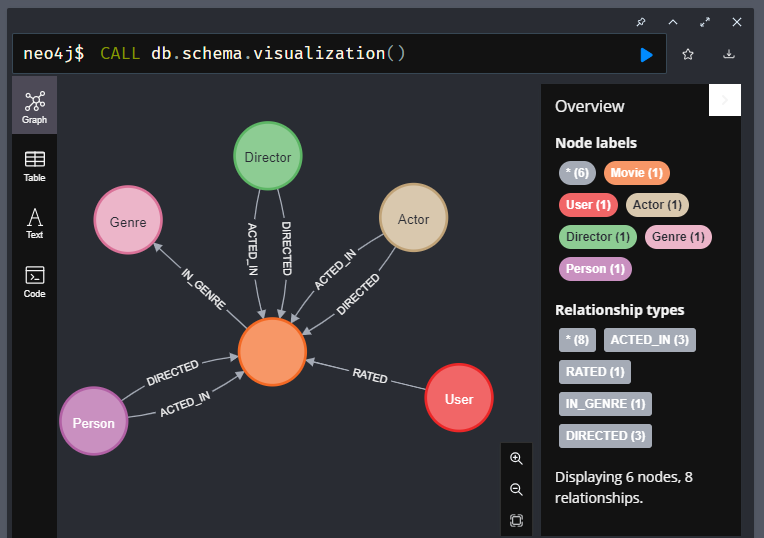 neo4j$ CALL db.schema.visualization()
Graph
Table
Text
Code
Director
Genre
Actor
ACTED_IN
DIRECTED
ACTED_IN
DIRECTED
IN_GENRE
DIRECTED
ACTED_IN
RATED
Person
User
Overview
Node labels
* (6) Movie (1)
User (1) Actor (1)
Director (1) Genre (1)
Person (1)
Relationship types
* (8) ACTED_IN (3)
RATED (1)
IN_GENRE (1)
DIRECTED (3)
Displaying 6 nodes, 8
relationships.